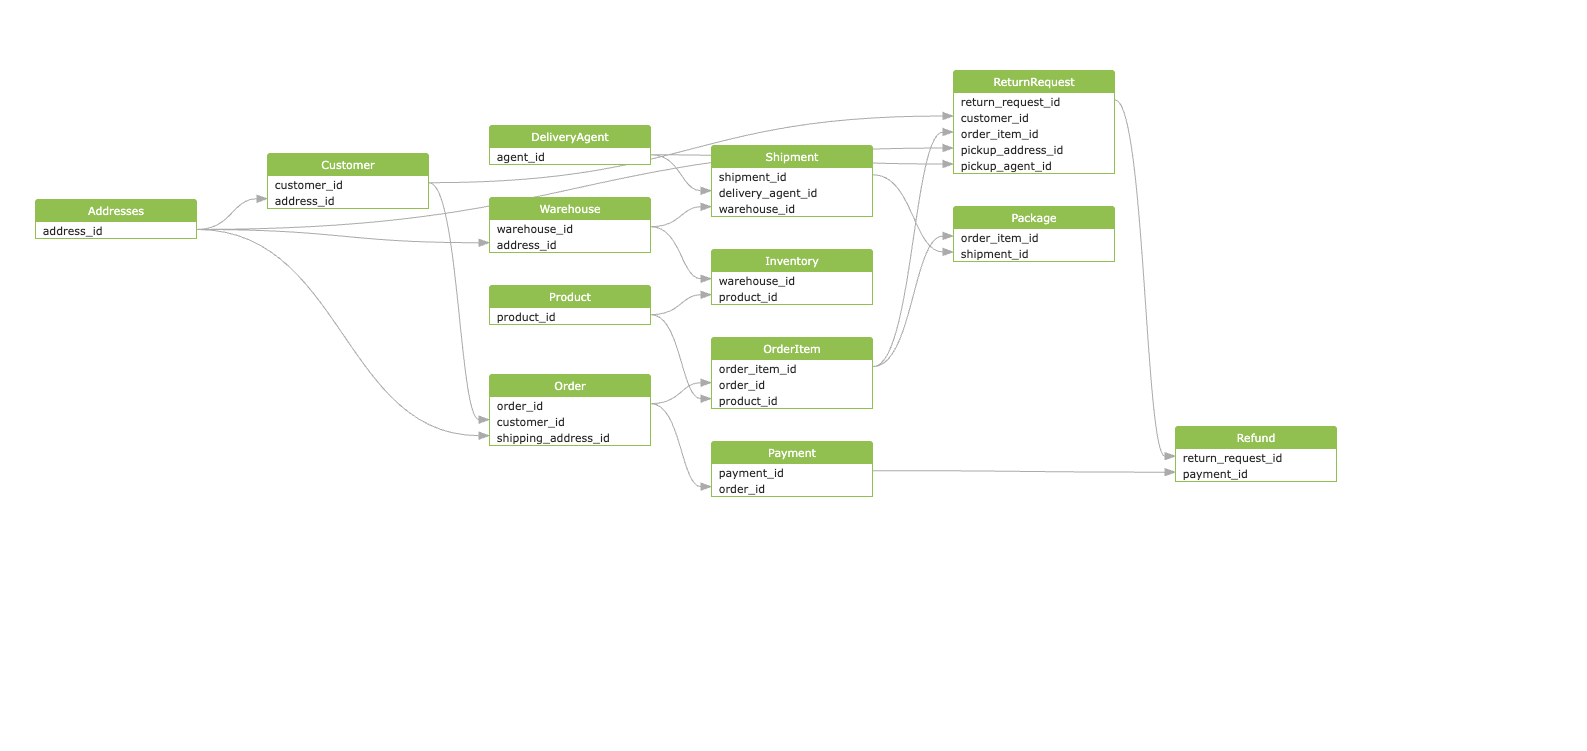 Addresses
address_id
Customer
customer_id
address_id
DeliveryAgent
agent_id
Warehouse
warehouse_id
address_id
Product
product_id
Order
order_id
customer_id
shipping_address_id
Shipment
shipment_id
delivery_agent_id
warehouse_id
Inventory
warehouse_id
product_id
OrderItem
order_item_id
order_id
product_id
Payment
payment_id
order_id
ReturnRequest
return_request_id
customer_id
order_item_id
pickup_address_id
pickup_agent_id
Package
order_item_id
shipment_id
Refund
return_request_id
payment_id